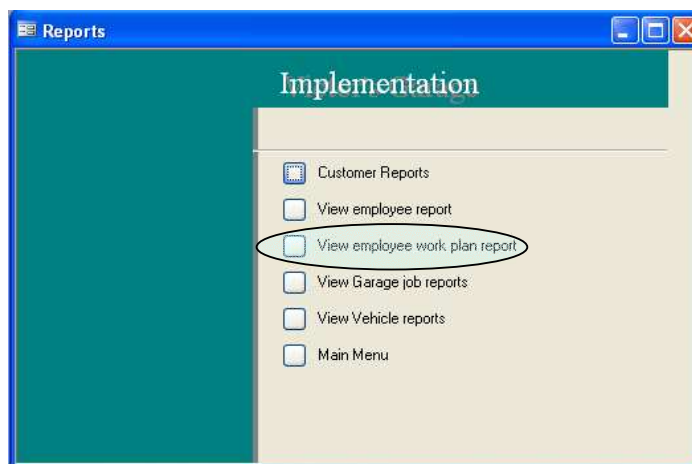 Reports
Implementation
Customer Reports
View employee report
View employee work plan report
View Garage job reports
View Vehicle reports
Main Menu